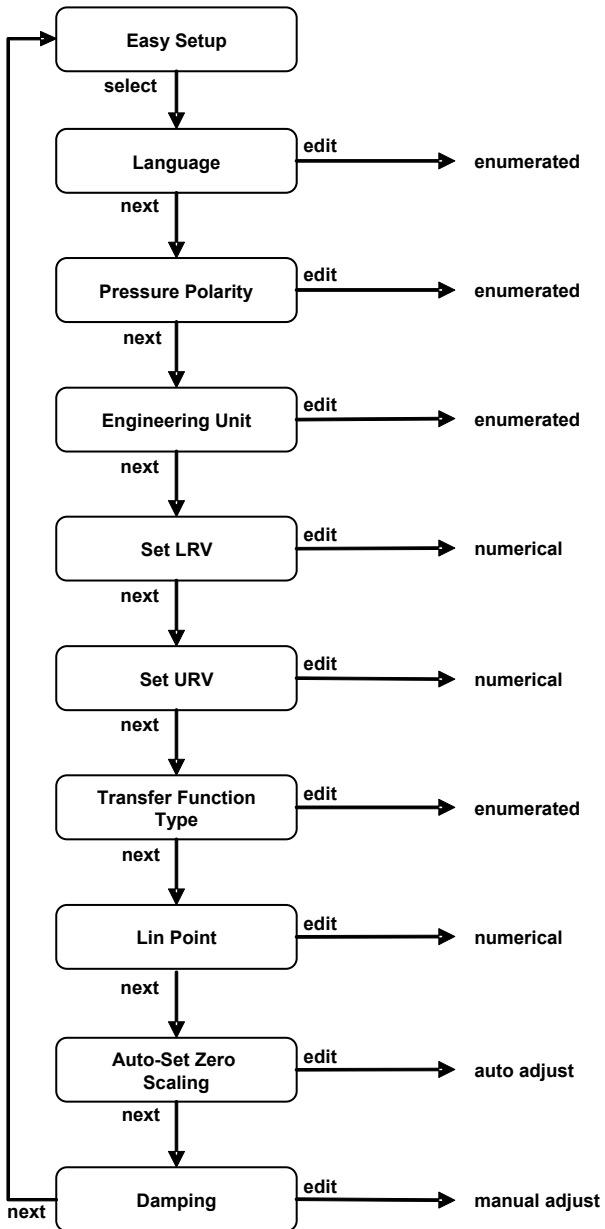 Easy Setup
select
Language
edit
enumerated
next
Pressure Polarity
edit
enumerated
next
Engineering Unit
edit
enumerated
next
Set LRV
edit
numerical
next
Set URV
edit
numerical
next
Transfer Function
Type
edit
enumerated
next
Lin Point
edit
numerical
next
Auto-Set Zero
Scaling
edit
auto adjust
next
Damping
edit
manual adjust
next